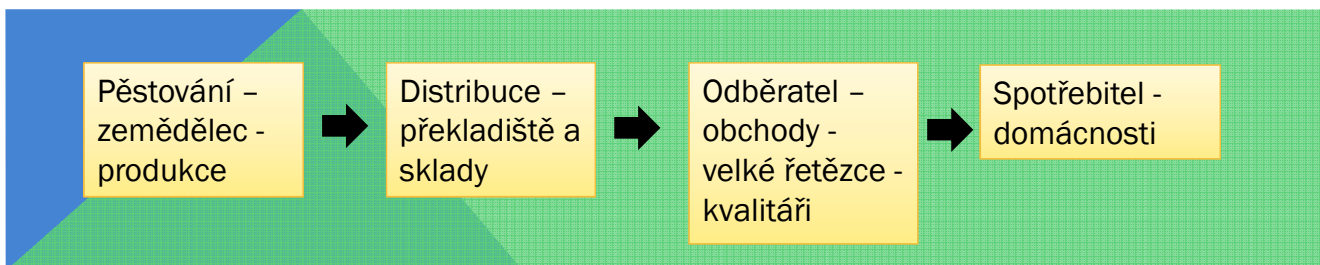 Pěstování –
zemědělec -
produkce
Distribuce –
překladiště a
sklady
Odběratel –
obchody -
velké řetězce -
kvalitáři
Spotřebitel -
domácnosti